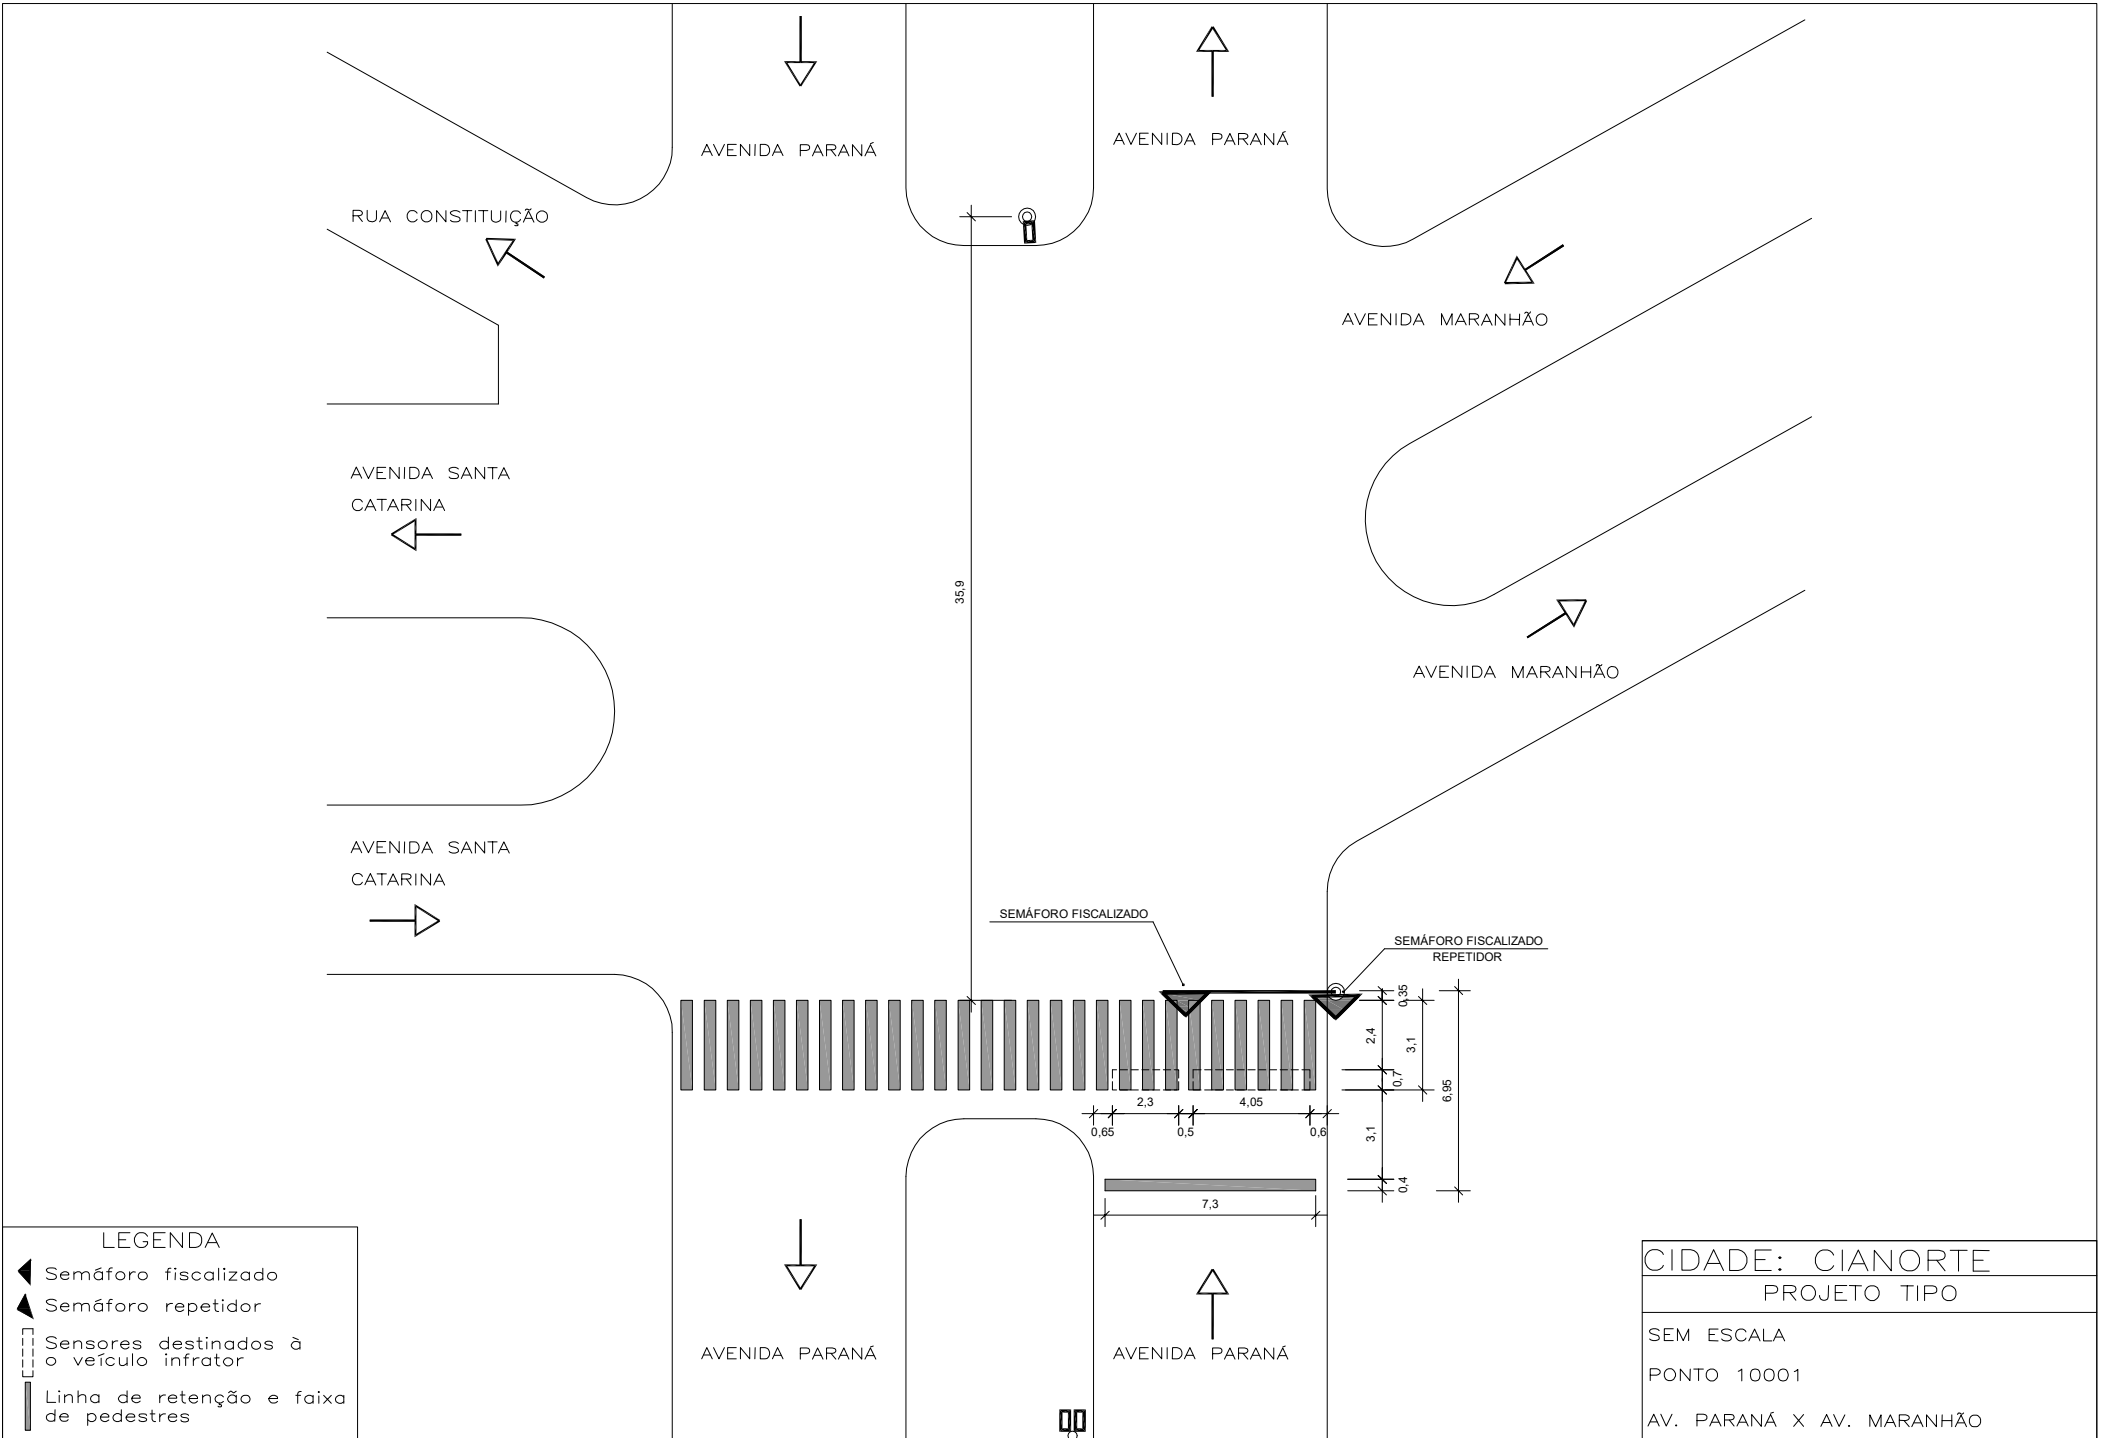 AVENIDA PARANÁ
AVENIDA PARANÁ
RUA CONSTITUIÇÃO
AVENIDA MARANHÃO
AVENIDA SANTA
CATARINA
35,9
AVENIDA MARANHÃO
AVENIDA SANTA
CATARINA
SEMÁFORO FISCALIZADO
SEMÁFORO FISCALIZADO
REPETIDOR
0,35
2,4
3,1
0,7
6,95
2,3
4,05
0,65
0,5
0,6
3,1
0,4
7,3
AVENIDA PARANÁ
AVENIDA PARANÁ
LEGENDA
Semáforo fiscalizado
Semáforo repetidor
Sensores destinados à
o veículo infrator
Linha de retenção e faixa
de pedestres
CIDADE: CIANORTE
PROJETO TIPO
SEM ESCALA
PONTO 10001
AV. PARANÁ X AV. MARANHÃO